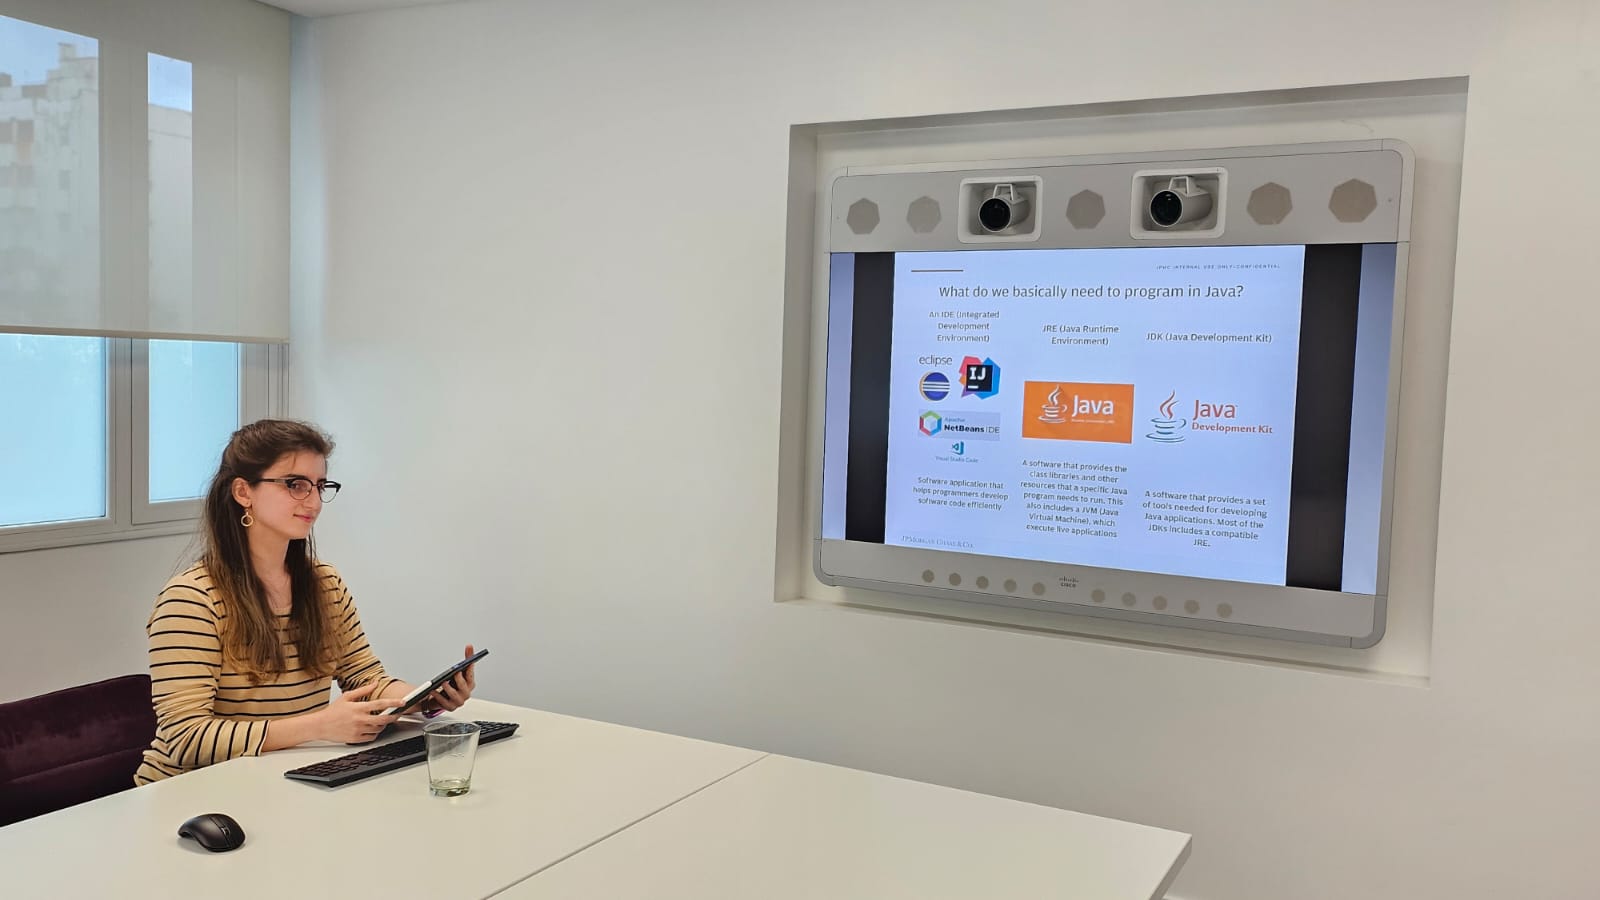 JPMC INTERNAL USE ONLY-CONFIDENTIAL
What do we basically need to program in Java?
An IDE (Integrated
Development
Environment)
eclipse
IJ
Apache
NetBeans IDE
Visual Studio Code
Software application that
helps programmers develop
software code efficiently
JRE (Java Runtime
Environment)
Java
A software that provides the
class libraries and other
resources that a specific Java
program needs to run. This
also includes a JVM (Java
Virtual Machine), which
execute live applications
JDK (Java Development Kit)
Java
Development Kit
A software that provides a set
of tools needed for developing
Java applications. Most of the
JDKs includes a compatible
JRE.
JPMORGAN CHASE & CO.
CISCO